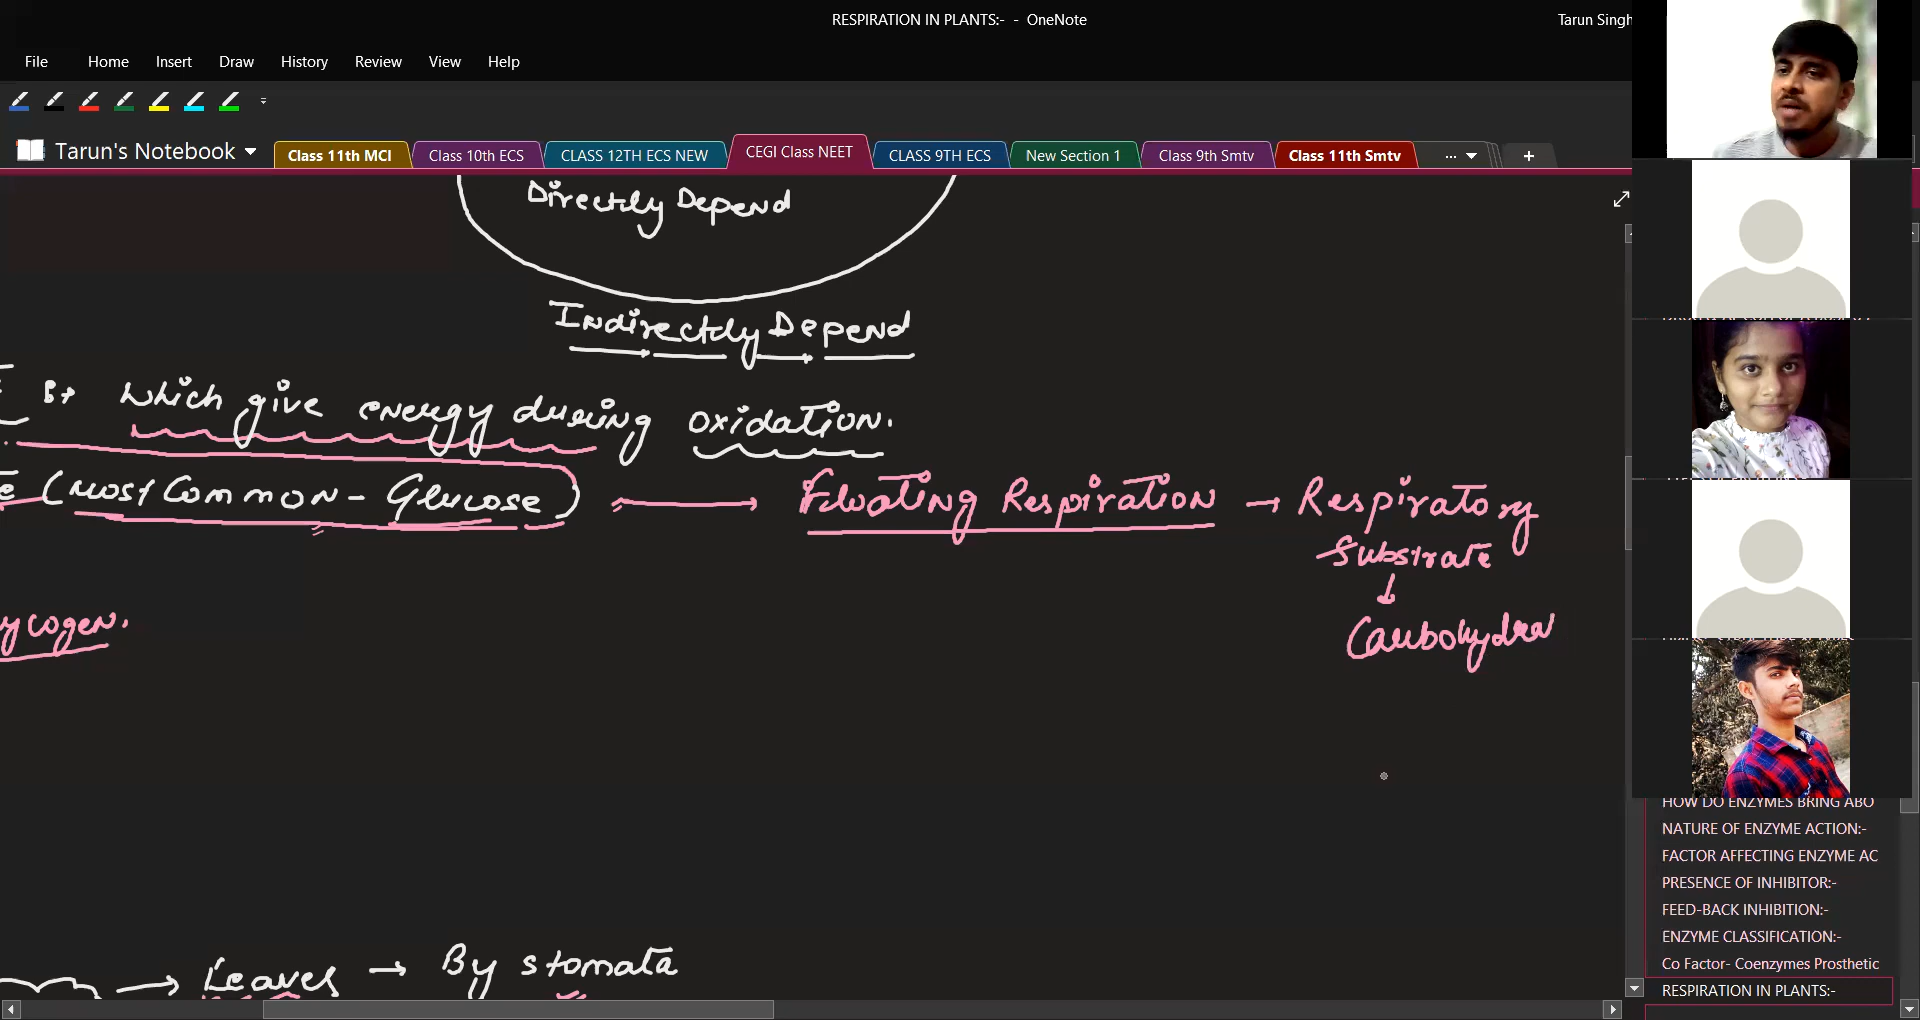 RESPIRATION IN PLANTS:- - OneNote
Tarun Singh
File Home Insert Draw History Review View Help
Tarun's Notebook
Class 11th MCI
Class 10th ECS
CLASS 12TH ECS NEW
CEGI Class NEET
CLASS 9TH ECS
New Section 1
Class 9th Smtv
Class 11th Smtv
...
+
Directly Depend
Indirectly Depend
which give energy during oxidation.
(most Common - Glucose) → Floating Respiration → Respiratory
Substrate
↓
ycogen.
→ Leaves → By stomata
HOW DO ENZYMES BRING ABO
NATURE OF ENZYME ACTION:-
FACTOR AFFECTING ENZYME AC
PRESENCE OF INHIBITOR:-
FEED-BACK INHIBITION:-
ENZYME CLASSIFICATION:-
Co Factor- Coenzymes Prosthetic
RESPIRATION IN PLANTS:-